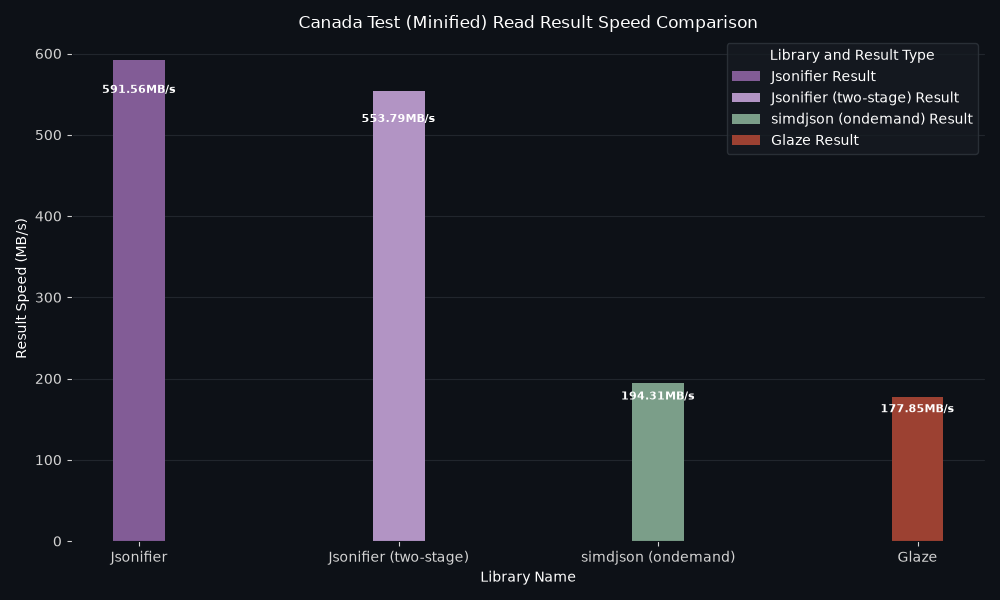 Canada Test (Minified) Read Result Speed Comparison
Library and Result Type
Jsonifier Result
Jsonifier (two-stage) Result
simdjson (ondemand) Result
Glaze Result
Result Speed (MB/s)
600
500
400
300
200
100
0
591.56MB/s
553.79MB/s
194.31MB/s
177.85MB/s
Jsonifier
Jsonifier (two-stage)
simdjson (ondemand)
Glaze
Library Name